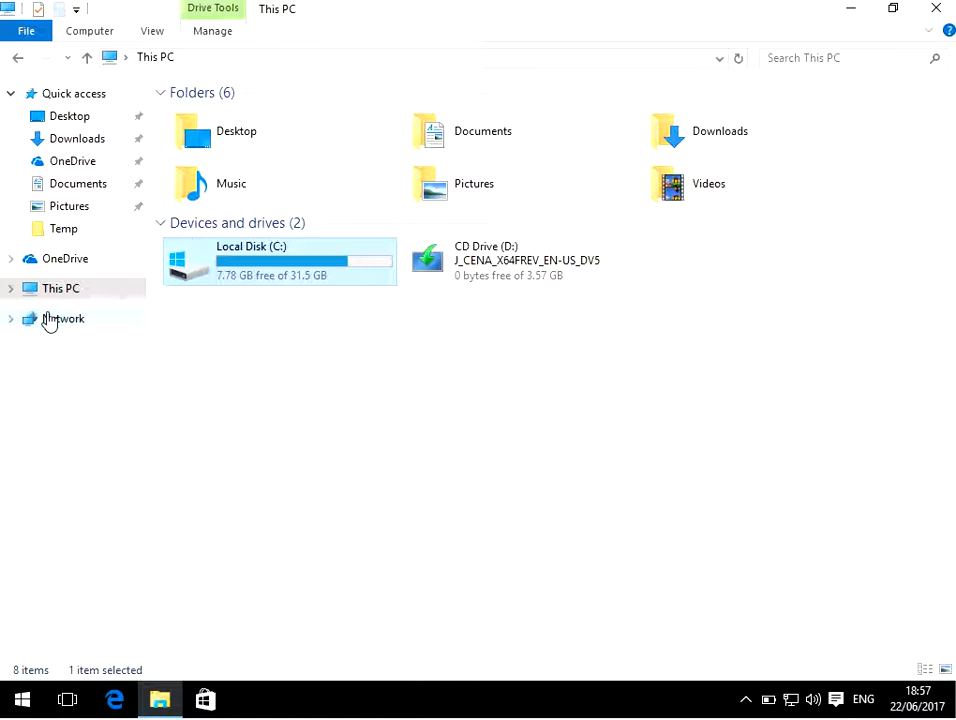 Drive Tools
This PC
File
Computer
View
Manage
This PC
Search This PC
Quick access
Desktop
Downloads
OneDrive
Documents
Pictures
Temp
OneDrive
This PC
Network
Folders (6)
Desktop
Documents
Downloads
Music
Pictures
Videos
Devices and drives (2)
Local Disk (C:)
7.78 GB free of 31.5 GB
CD Drive (D:)
J_CENA_X64FREV_EN-US_DV5
0 bytes free of 3.57 GB
8 items
1 item selected
ENG
18:57
22/06/2017